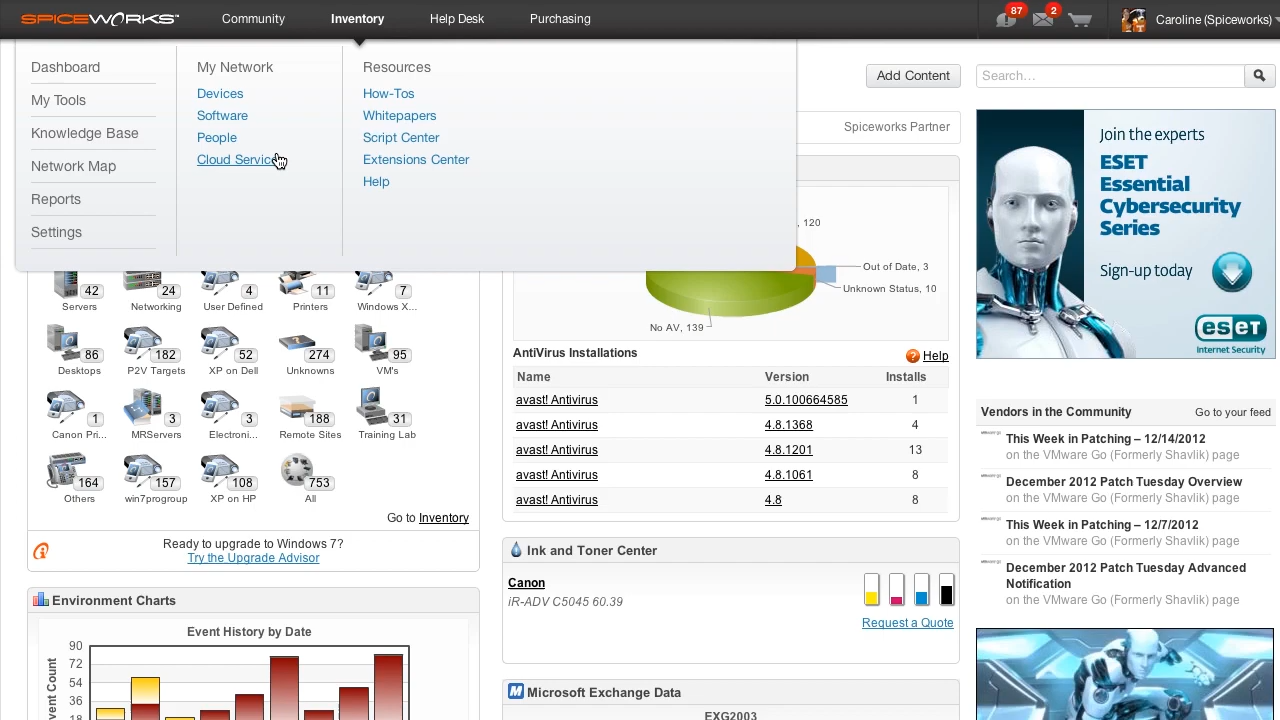 SPICEWORKS
Community
Inventory
Help Desk
Purchasing
87
2
Caroline (Spiceworks)
Dashboard
My Tools
Knowledge Base
Network Map
Reports
Settings
My Network
Devices
Software
People
Cloud Servic
Resources
How-Tos
Whitepapers
Script Center
Extensions Center
Help
Add Content
Search...
Spiceworks Partner
, 120
Out of Date, 3
Unknown Status, 10
No AV, 139
42
Servers
24
Networking
4
User Defined
11
Printers
7
Windows X...
86
Desktops
182
P2V Targets
52
XP on Dell
274
Unknowns
95
VM's
1
Canon Pri...
3
MRServers
3
Electroni...
188
Remote Sites
31
Training Lab
164
Others
157
win7progroup
108
XP on HP
753
All
Go to Inventory
Ready to upgrade to Windows 7?
Try the Upgrade Advisor
Environment Charts
Event History by Date
90
72
54
36
18
vent Count
AntiVirus Installations
Help
Name Version Installs
avast! Antivirus 5.0.100664585 1
avast! Antivirus 4.8.1368 4
avast! Antivirus 4.8.1201 13
avast! Antivirus 4.8.1061 8
avast! Antivirus 4.8 8
Ink and Toner Center
Canon
iR-ADV C5045 60.39
Request a Quote
Microsoft Exchange Data
EXG2003
Join the experts
ESET
Essential
Cybersecurity
Series
Sign-up today
eseT
Internet Security
Vendors in the Community
Go to your feed
This Week in Patching – 12/14/2012
on the VMware Go (Formerly Shavlik) page
December 2012 Patch Tuesday Overview
on the VMware Go (Formerly Shavlik) page
This Week in Patching – 12/7/2012
on the VMware Go (Formerly Shavlik) page
December 2012 Patch Tuesday Advanced
Notification
on the VMware Go (Formerly Shavlik) page